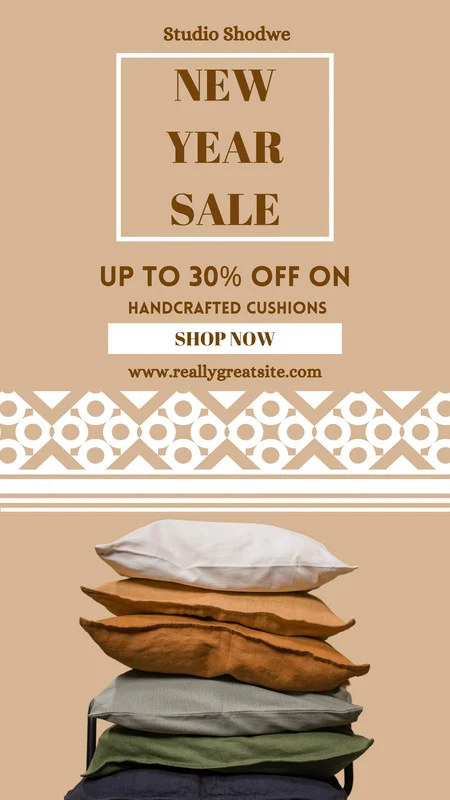 Studio Shodwe
NEW
YEAR
SALE
UP TO 30% OFF ON
HANDCRAFTED CUSHIONS
SHOP NOW
www.reallygreatsite.com